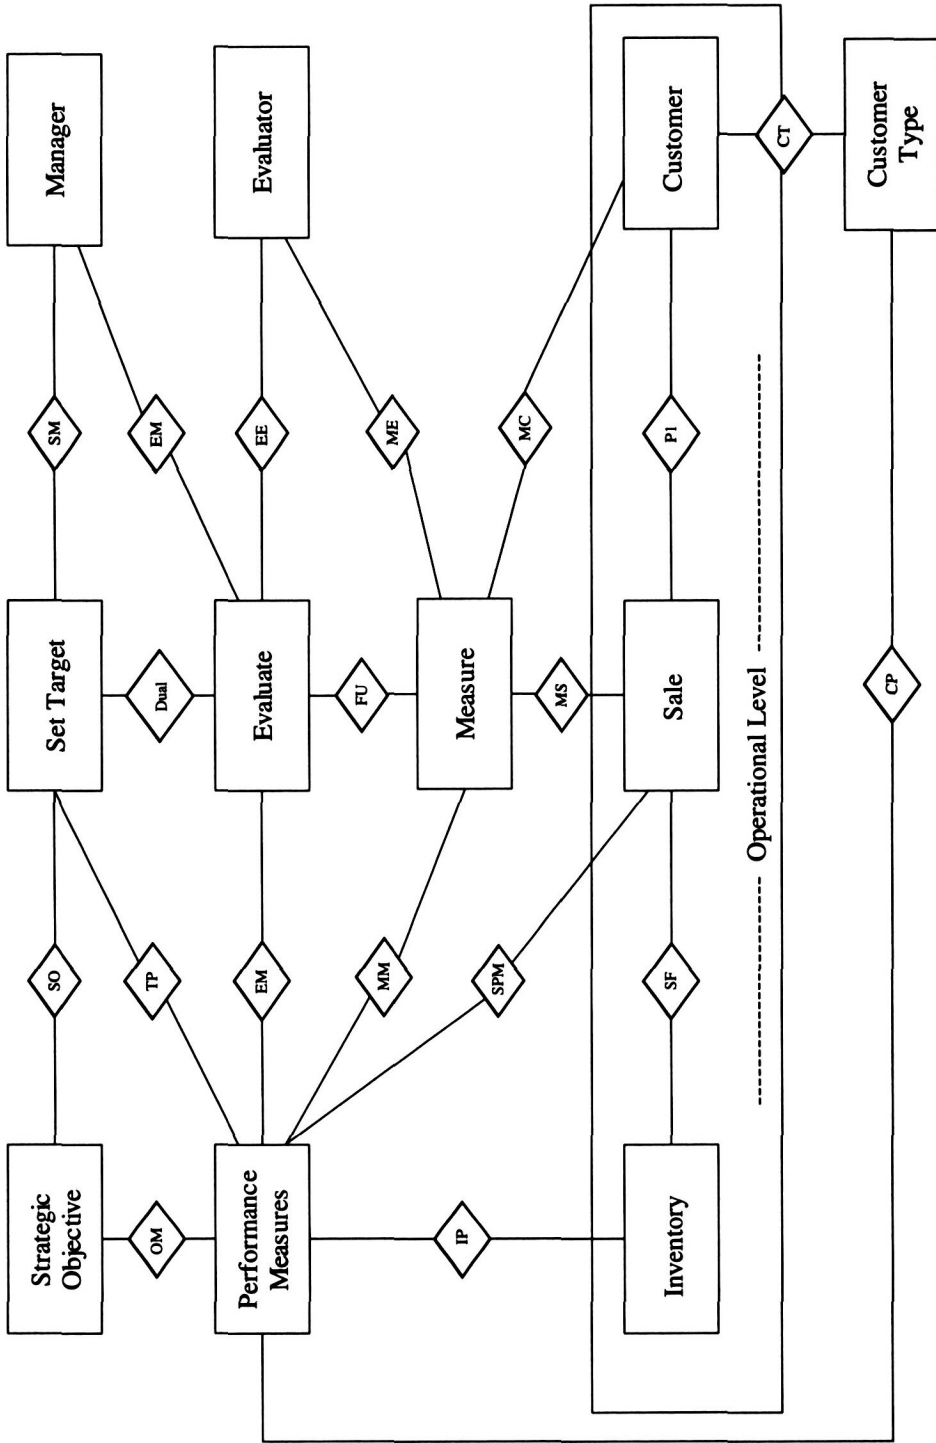 Strategic
Objective
SO
Set Target
SM
Manager
OM
TP
Dual
EM
Performance
Measures
EM
Evaluate
EE
Evaluator
MM
FU
ME
IP
SPM
Measure
MS
MC
Inventory
SF
Sale
P1
Customer
Operational Level
CT
CP
Customer
Type